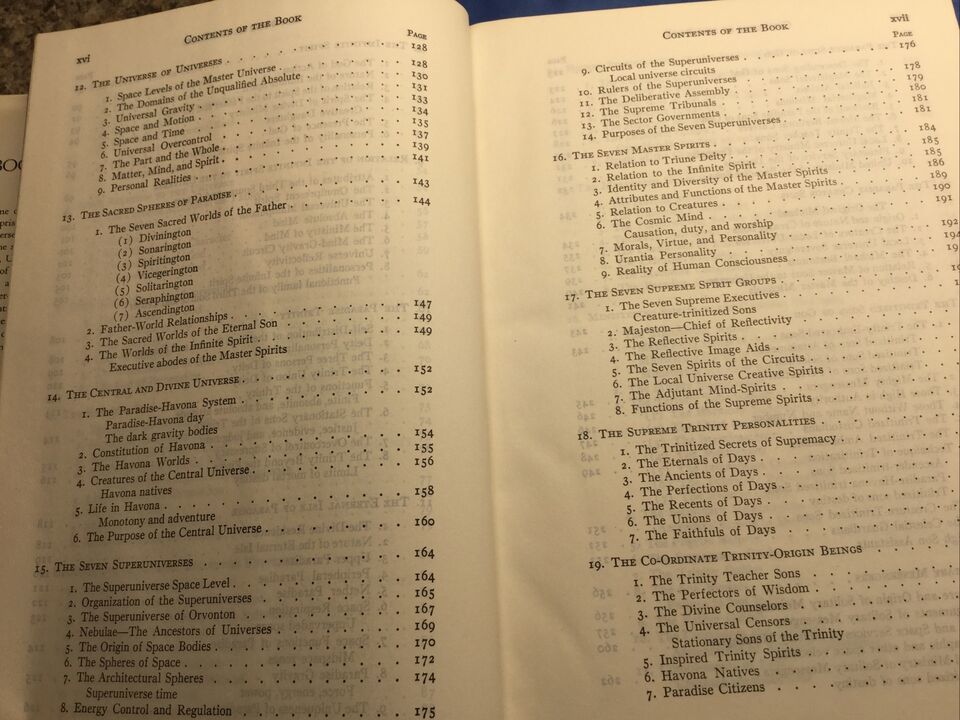 xvi
CONTENTS OF THE BOOK
PAGE
12. THE UNIVERSE OF UNIVERSES 128
1. Space Levels of the Master Universe 128
2. The Domains of the Unqualified Absolute 130
3. Universal Gravity 131
4. Space and Motion 133
5. Space and Time 134
6. Universal Overcontrol 135
7. The Part and the Whole 137
8. Matter, Mind, and Spirit 139
9. Personal Realities 141
13. THE SACRED SPHERES OF PARADISE 143
1. The Seven Sacred Worlds of the Father 144
(1) Divinington
(2) Sonarington
(3) Spiritington
(4) Vicegerington
(5) Solitarington
(6) Seraphington
(7) Ascendington
2. Father-World Relationships 147
3. The Sacred Worlds of the Eternal Son 149
4. The Worlds of the Infinite Spirit 149
Executive abodes of the Master Spirits
14. THE CENTRAL AND DIVINE UNIVERSE 152
1. The Paradise-Havona System 152
Paradise-Havona day
The dark gravity bodies
2. Constitution of Havona 154
3. The Havona Worlds 155
4. Creatures of the Central Universe 156
Havona natives
5. Life in Havona 158
Monotony and adventure
6. The Purpose of the Central Universe 160
15. THE SEVEN SUPERUNIVERSES 164
1. The Superuniverse Space Level 164
2. Organization of the Superuniverses 165
3. The Superuniverse of Orvonton 167
4. Nebulae—The Ancestors of Universes 169
5. The Origin of Space Bodies 170
6. The Spheres of Space 172
7. The Architectural Spheres 174
Superuniverse time
8. Energy Control and Regulation 175
CONTENTS OF THE BOOK
xvii
PAGE
9. Circuits of the Superuniverses 176
Local universe circuits
10. Rulers of the Superuniverses 178
11. The Deliberative Assembly 179
12. The Supreme Tribunals 180
13. The Sector Governments 181
14. Purposes of the Seven Superuniverses 181
16. THE SEVEN MASTER SPIRITS 184
1. Relation to Triune Deity 185
2. Relation to the Infinite Spirit 185
3. Identity and Diversity of the Master Spirits 186
4. Attributes and Functions of the Master Spirits 189
5. Relation to Creatures 190
6. The Cosmic Mind 191
Causation, duty, and worship
7. Morals, Virtue, and Personality 192
8. Urantia Personality
9. Reality of Human Consciousness
17. THE SEVEN SUPREME SPIRIT GROUPS
1. The Seven Supreme Executives
Creature-trinitized Sons
2. Majeston—Chief of Reflectivity
3. The Reflective Spirits
4. The Reflective Image Aids
5. The Seven Spirits of the Circuits
6. The Local Universe Creative Spirits
7. The Adjutant Mind-Spirits
8. Functions of the Supreme Spirits
18. THE SUPREME TRINITY PERSONALITIES
1. The Trinitized Secrets of Supremacy
2. The Eternals of Days
3. The Ancients of Days
4. The Perfections of Days
5. The Recents of Days
6. The Unions of Days
7. The Faithfuls of Days
19. THE CO-ORDINATE TRINITY-ORIGIN BEINGS
1. The Trinity Teacher Sons
2. The Perfectors of Wisdom
3. The Divine Counselors
4. The Universal Censors
Stationary Sons of the Trinity
5. Inspired Trinity Spirits
6. Havona Natives
7. Paradise Citizens